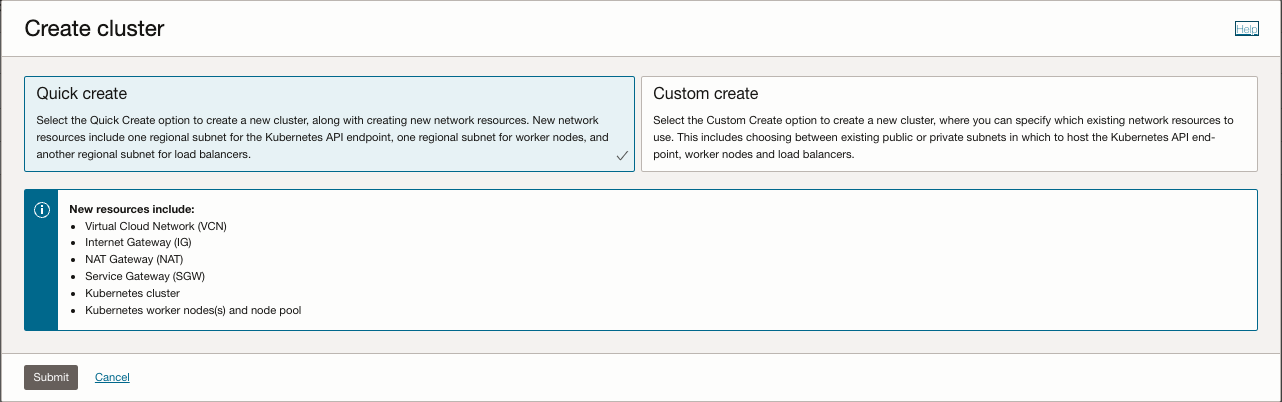 Create cluster
Help
Quick create
Select the Quick Create option to create a new cluster, along with creating new network resources. New network
resources include one regional subnet for the Kubernetes API endpoint, one regional subnet for worker nodes, and
another regional subnet for load balancers.
Custom create
Select the Custom Create option to create a new cluster, where you can specify which existing network resources to
use. This includes choosing between existing public or private subnets in which to host the Kubernetes API end-
point, worker nodes and load balancers.
New resources include:
• Virtual Cloud Network (VCN)
• Internet Gateway (IG)
• NAT Gateway (NAT)
• Service Gateway (SGW)
• Kubernetes cluster
• Kubernetes worker nodes(s) and node pool
Submit
Cancel